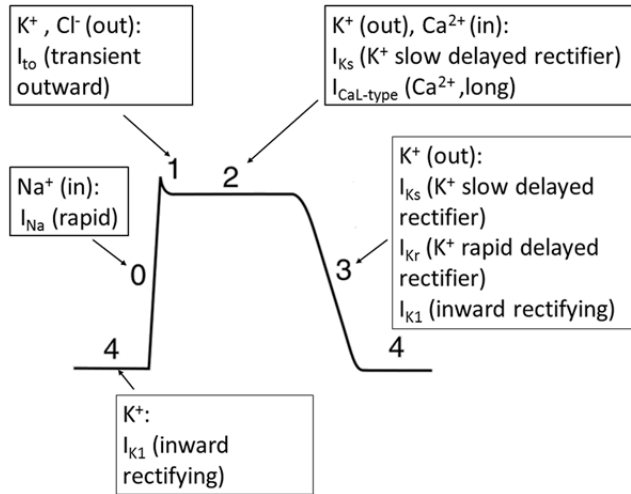 K⁺ , Cl⁻ (out):
I_to (transient
outward)
K⁺ (out), Ca²⁺ (in):
I_Ks (K⁺ slow delayed rectifier)
I_CaL-type (Ca²⁺ ,long)
1
2
Na⁺ (in):
I_Na (rapid)
0
K⁺ (out):
I_Ks (K⁺ slow delayed
rectifier)
I_Kr (K⁺ rapid delayed
rectifier)
I_K1 (inward rectifying)
3
4
4
K⁺:
I_K1 (inward
rectifying)